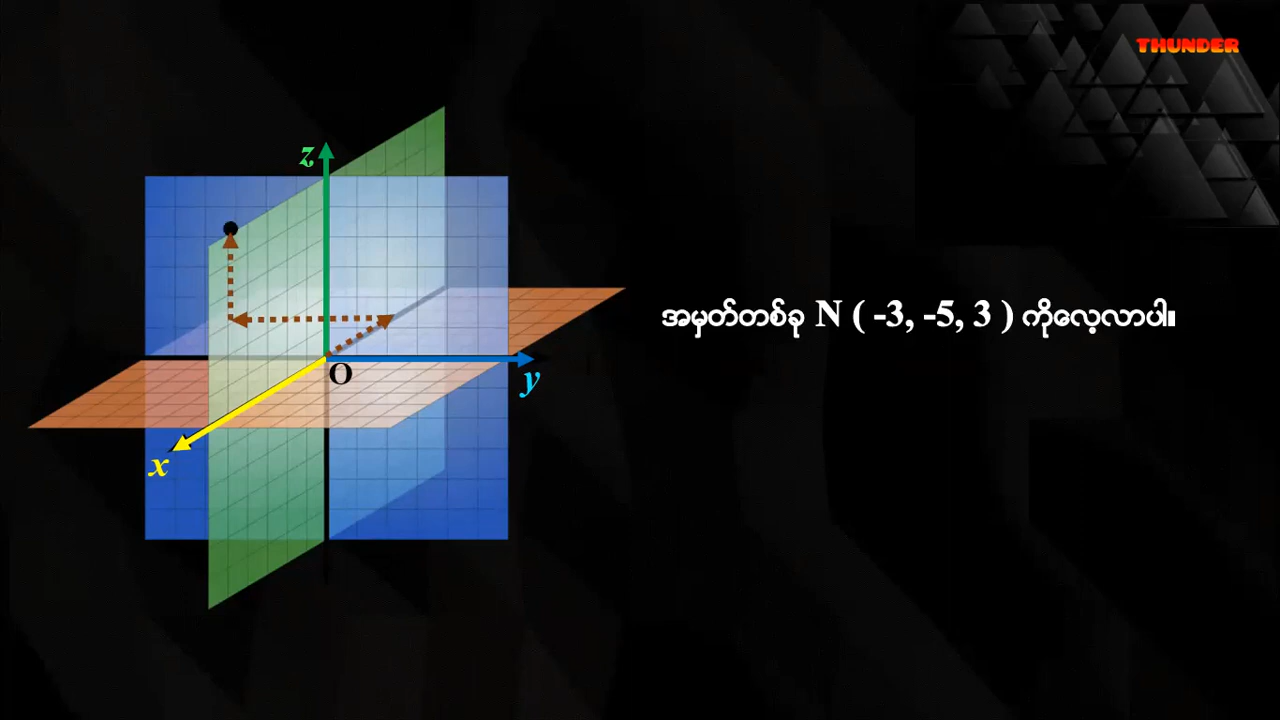 THUNDER
z
အမှတ်တစ်ခု N ( -3, -5, 3 ) ကိုလေ့လာပါ။
O
y
x